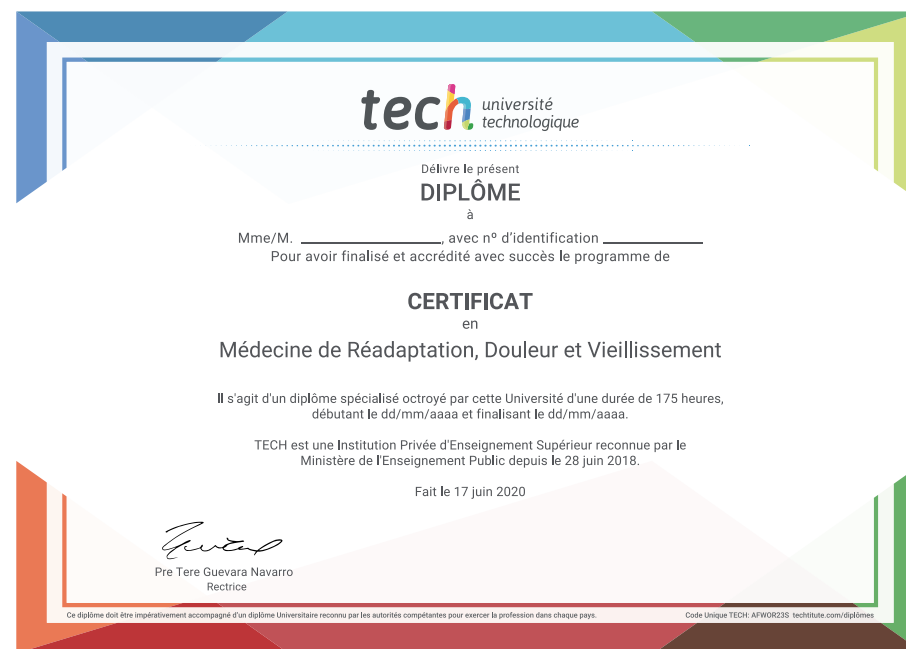 tech université
technologique
Délivre le présent
DIPLÔME
à
Mme/M. ____________________, avec nº d'identification ______________
Pour avoir finalisé et accrédité avec succès le programme de
CERTIFICAT
en
Médecine de Réadaptation, Douleur et Vieillissement
Il s'agit d'un diplôme spécialisé octroyé par cette Université d'une durée de 175 heures,
débutant le dd/mm/aaaa et finalisant le dd/mm/aaaa.
TECH est une Institution Privée d'Enseignement Supérieur reconnue par le
Ministère de l'Enseignement Public depuis le 28 juin 2018.
Fait le 17 juin 2020
Pre Tere Guevara Navarro
Rectrice
Ce diplôme doit être impérativement accompagné d'un diplôme Universitaire reconnu par les autorités compétentes pour exercer la profession dans chaque pays.
Code Unique TECH: AFWOR23S techtitute.com/diplômes